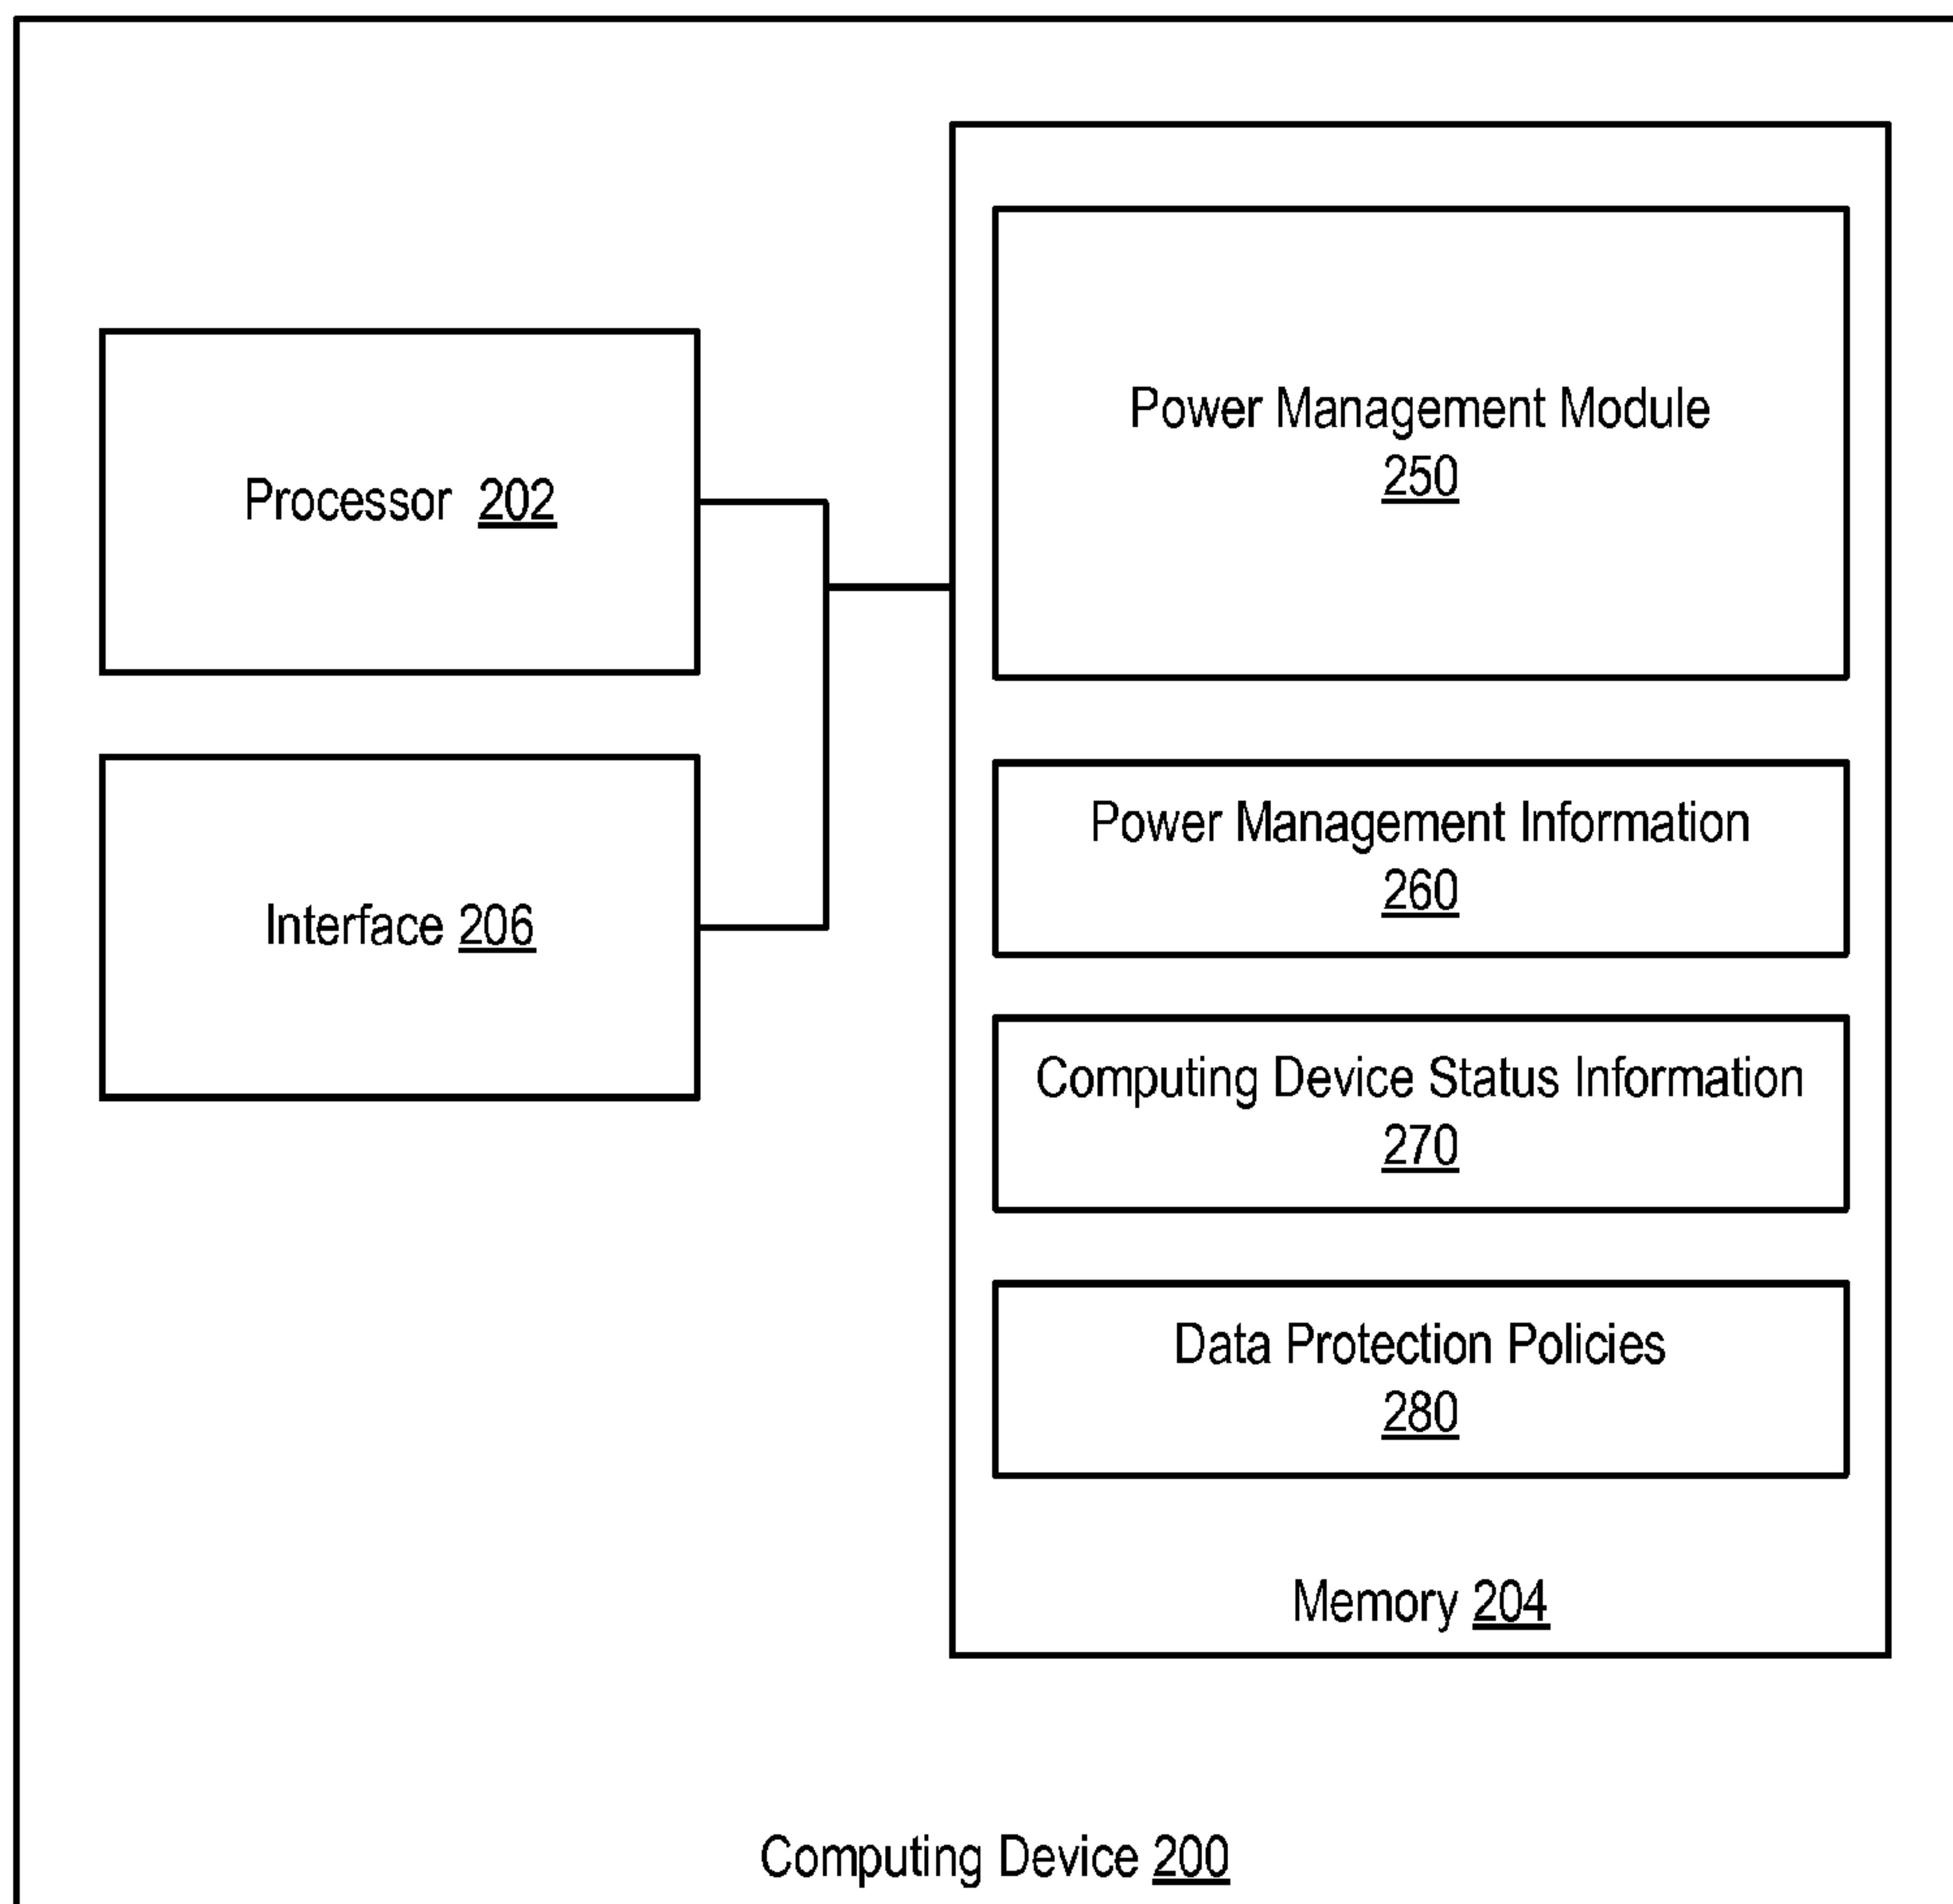 Processor 202
Interface 206
Power Management Module
250
Power Management Information
260
Computing Device Status Information
270
Data Protection Policies
280
Memory 204
Computing Device 200